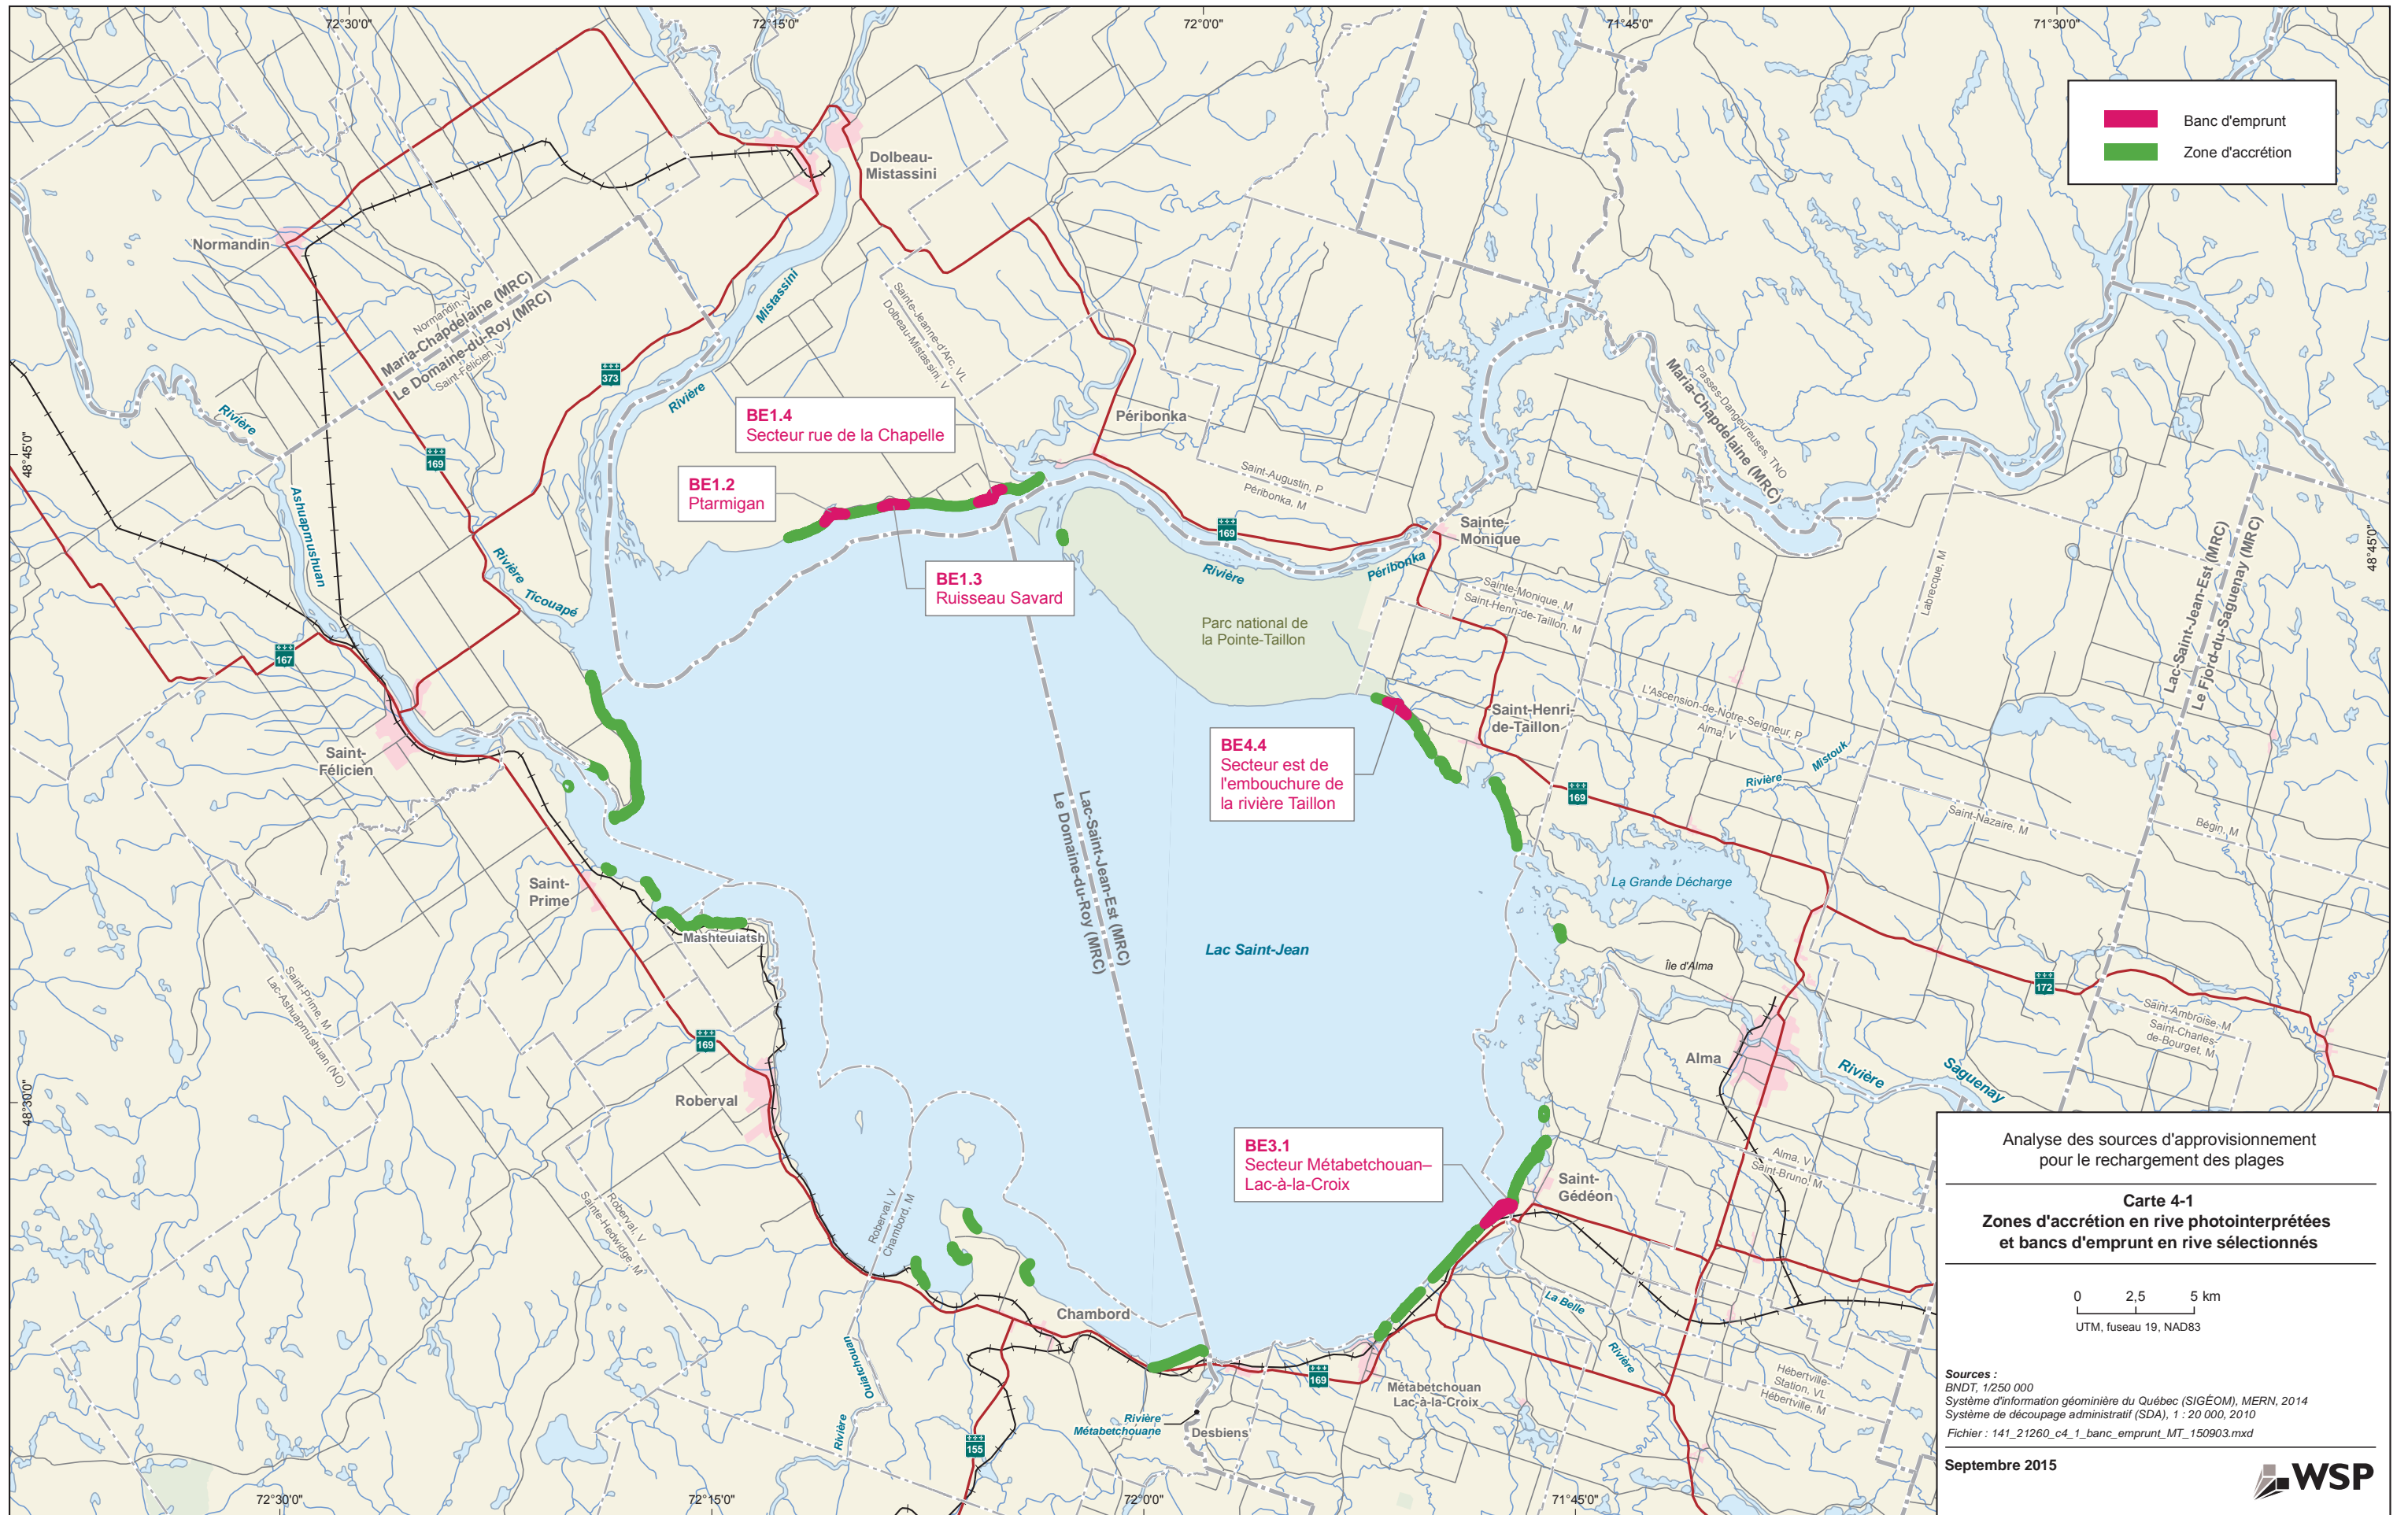 72°30'0"
72°15'0"
72°0'0"
71°45'0"
71°30'0"
Banc d'emprunt
Zone d'accrétion
Dolbeau-
Mistassini
Normandin
Mistassini
Rivière
Maria-Chapdelaine (MRC)
Le Domaine-du-Roy (MRC)
Normandin, V
Saint-Félicien, V
Sainte-Jeanne-d'Arc, VL
Dolbeau-Mistassini, V
373
169
Rivière
Ashuapmushuan
48°45'0"
BE1.4
Secteur rue de la Chapelle
BE1.2
Ptarmigan
BE1.3
Ruisseau Savard
Péribonka
Saint-Augustin, P
Péribonka, M
Maria-Chapdelaine (MRC)
Passes-Dangereuses, TNO
169
Sainte-
Monique
Rivière
Péribonka
Sainte-Monique, M
Saint-Henri-de-Taillon, M
Labrecque, M
Lac-Saint-Jean-Est (MRC)
Le Fjord-du-Saguenay (MRC)
48°45'0"
Rivière
Ticouapé
167
Parc national de
la Pointe-Taillon
Saint-
Félicien
Saint-Henri-
de-Taillon
L'Ascension-de-Notre-Seigneur, P
Alma, V
BE4.4
Secteur est de
l'embouchure de
la rivière Taillon
169
Rivière
Mistouk
Saint-Nazaire, M
Bégin, M
Lac-Saint-Jean-Est (MRC)
Le Domaine-du-Roy (MRC)
Saint-
Prime
Mashteuiatsh
La Grande Décharge
Lac Saint-Jean
Île d'Alma
172
Saint-Prime, M
Lac-Ashuapmushuan (NO)
Saint-Ambroise, M
Saint-Charles-
de-Bourget, M
169
Alma
Rivière
Saguenay
48°30'0"
Roberval
BE3.1
Secteur Métabetchouan–
Lac-à-la-Croix
Saint-
Gédéon
Alma, V
Saint-Bruno, M
Roberval, V
Sainte-Hedwidge, M
Roberval, V
Chambord, M
Chambord
La Belle
Rivière
Rivière
Ouiatchouan
169
Métabetchouan
Lac-à-la-Croix
Hébertville-
Station, VL
Hébertville, M
Rivière
Métabetchouane
Desbiens
155
72°30'0"
72°15'0"
72°0'0"
71°45'0"
Analyse des sources d'approvisionnement
pour le rechargement des plages
Carte 4-1
Zones d'accrétion en rive photointerprétées
et bancs d'emprunt en rive sélectionnés
0 2,5 5 km
UTM, fuseau 19, NAD83
Sources :
BNDT, 1/250 000
Système d'information géominière du Québec (SIGÉOM), MERN, 2014
Système de découpage administratif (SDA), 1 : 20 000, 2010
Fichier : 141_21260_c4_1_banc_emprunt_MT_150903.mxd
Septembre 2015
WSP